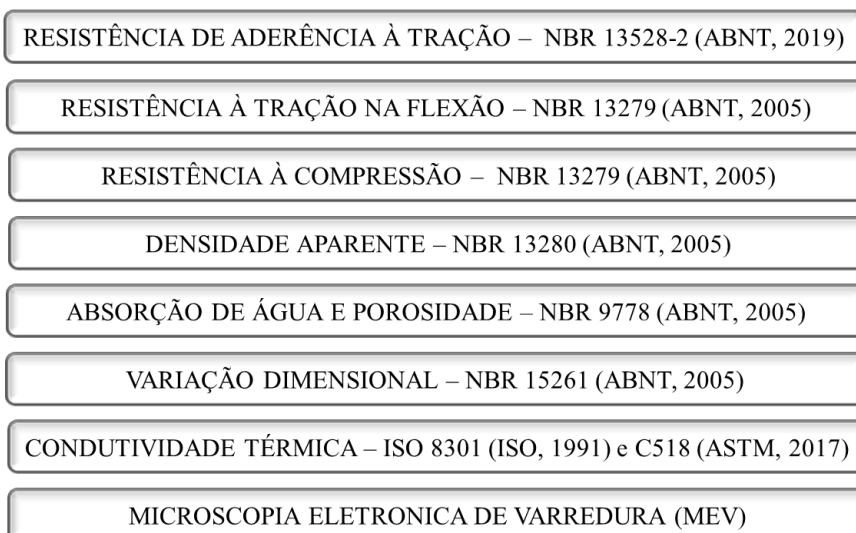 RESISTÊNCIA DE ADERÊNCIA À TRAÇÃO – NBR 13528-2 (ABNT, 2019)
RESISTÊNCIA À TRAÇÃO NA FLEXÃO – NBR 13279 (ABNT, 2005)
RESISTÊNCIA À COMPRESSÃO – NBR 13279 (ABNT, 2005)
DENSIDADE APARENTE – NBR 13280 (ABNT, 2005)
ABSORÇÃO DE ÁGUA E POROSIDADE – NBR 9778 (ABNT, 2005)
VARIAÇÃO DIMENSIONAL – NBR 15261 (ABNT, 2005)
CONDUTIVIDADE TÉRMICA – ISO 8301 (ISO, 1991) e C518 (ASTM, 2017)
MICROSCOPIA ELETRONICA DE VARREDURA (MEV)